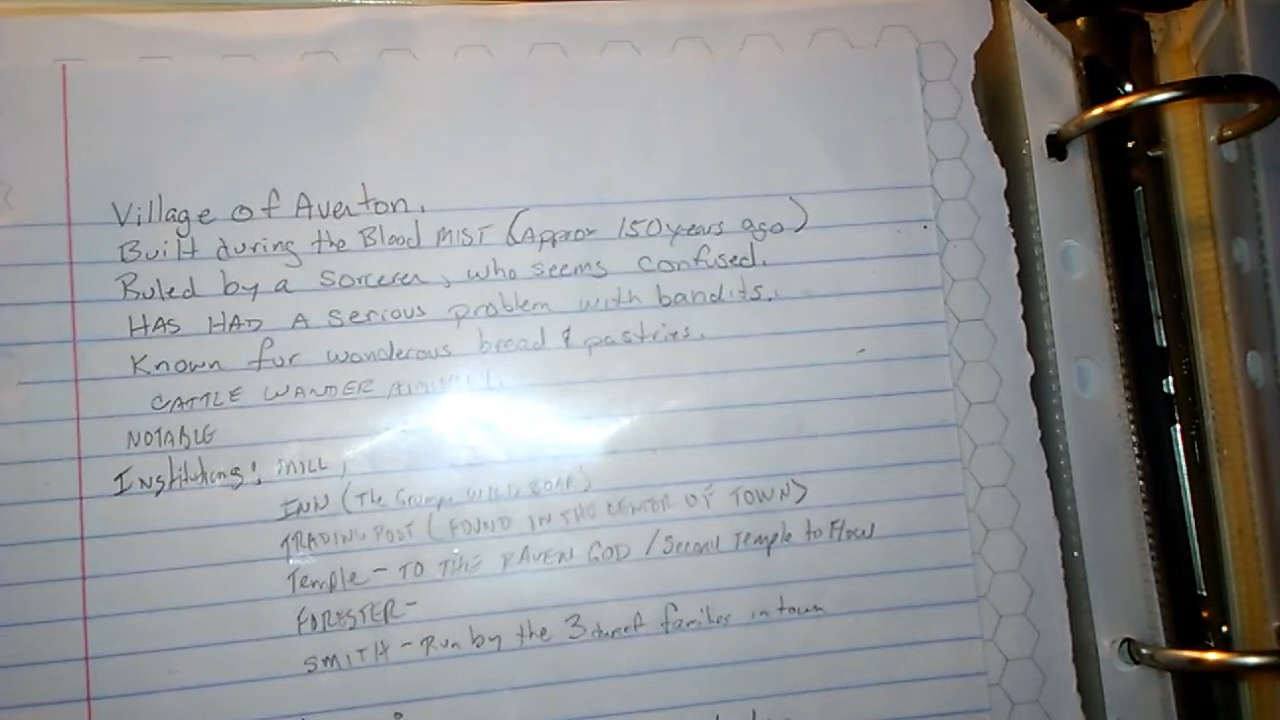 Village of Averton.
Built during the Blood MIST (Approx 150 years ago)
Ruled by a sorcerer, who seems confused.
HAS HAD A serious problem with bandits.
Known for wonderous bread & pastries.
CATTLE WANDER
NOTABLE
Institutions: MILL,
INN (The Grumpy WILD BOAR)
TRADING POST (FOUND IN THE CENTER OF TOWN)
Temple - TO THE RAVEN GOD / Second Temple to Flow
FORESTER -
SMITH - Run by the 3 dwarf families in town